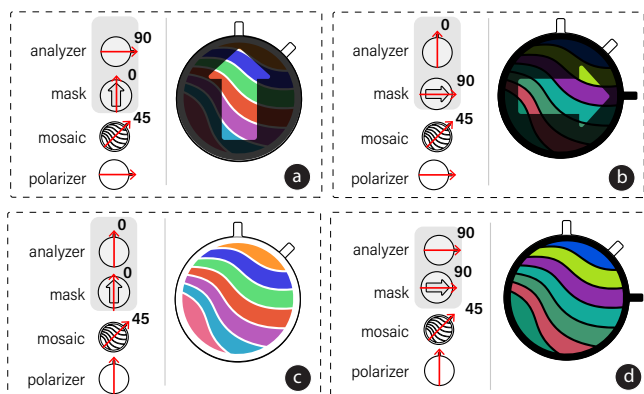 analyzer 90
mask 0
mosaic 45
polarizer
a
analyzer 0
mask 90
mosaic 45
polarizer
b
analyzer 0
mask 0
mosaic 45
polarizer
c
analyzer 90
mask 90
mosaic 45
polarizer
d